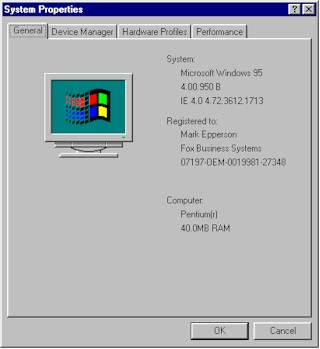 System Properties
General Device Manager Hardware Profiles Performance
System:
Microsoft Windows 95
4.00.950 B
IE 4.0 4.72.3612.1713
Registered to:
Mark Epperson
Fox Business Systems
07197-OEM-0019981-27348
Computer:
Pentium(r)
40.0MB RAM
OK Cancel